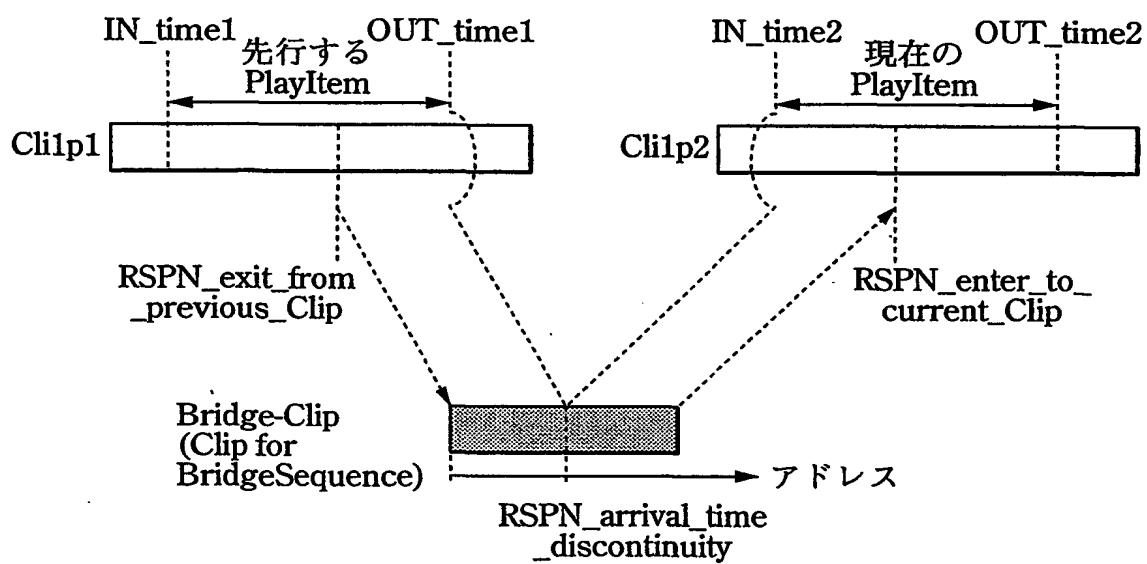 IN_time1
先行する
PlayItem
OUT_time1
IN_time2
現在の
PlayItem
OUT_time2
Cli1p1
Cli1p2
RSPN_exit_from
_previous_Clip
RSPN_enter_to_
current_Clip
Bridge-Clip
(Clip for
BridgeSequence)
アドレス
RSPN_arrival_time
_discontinuity